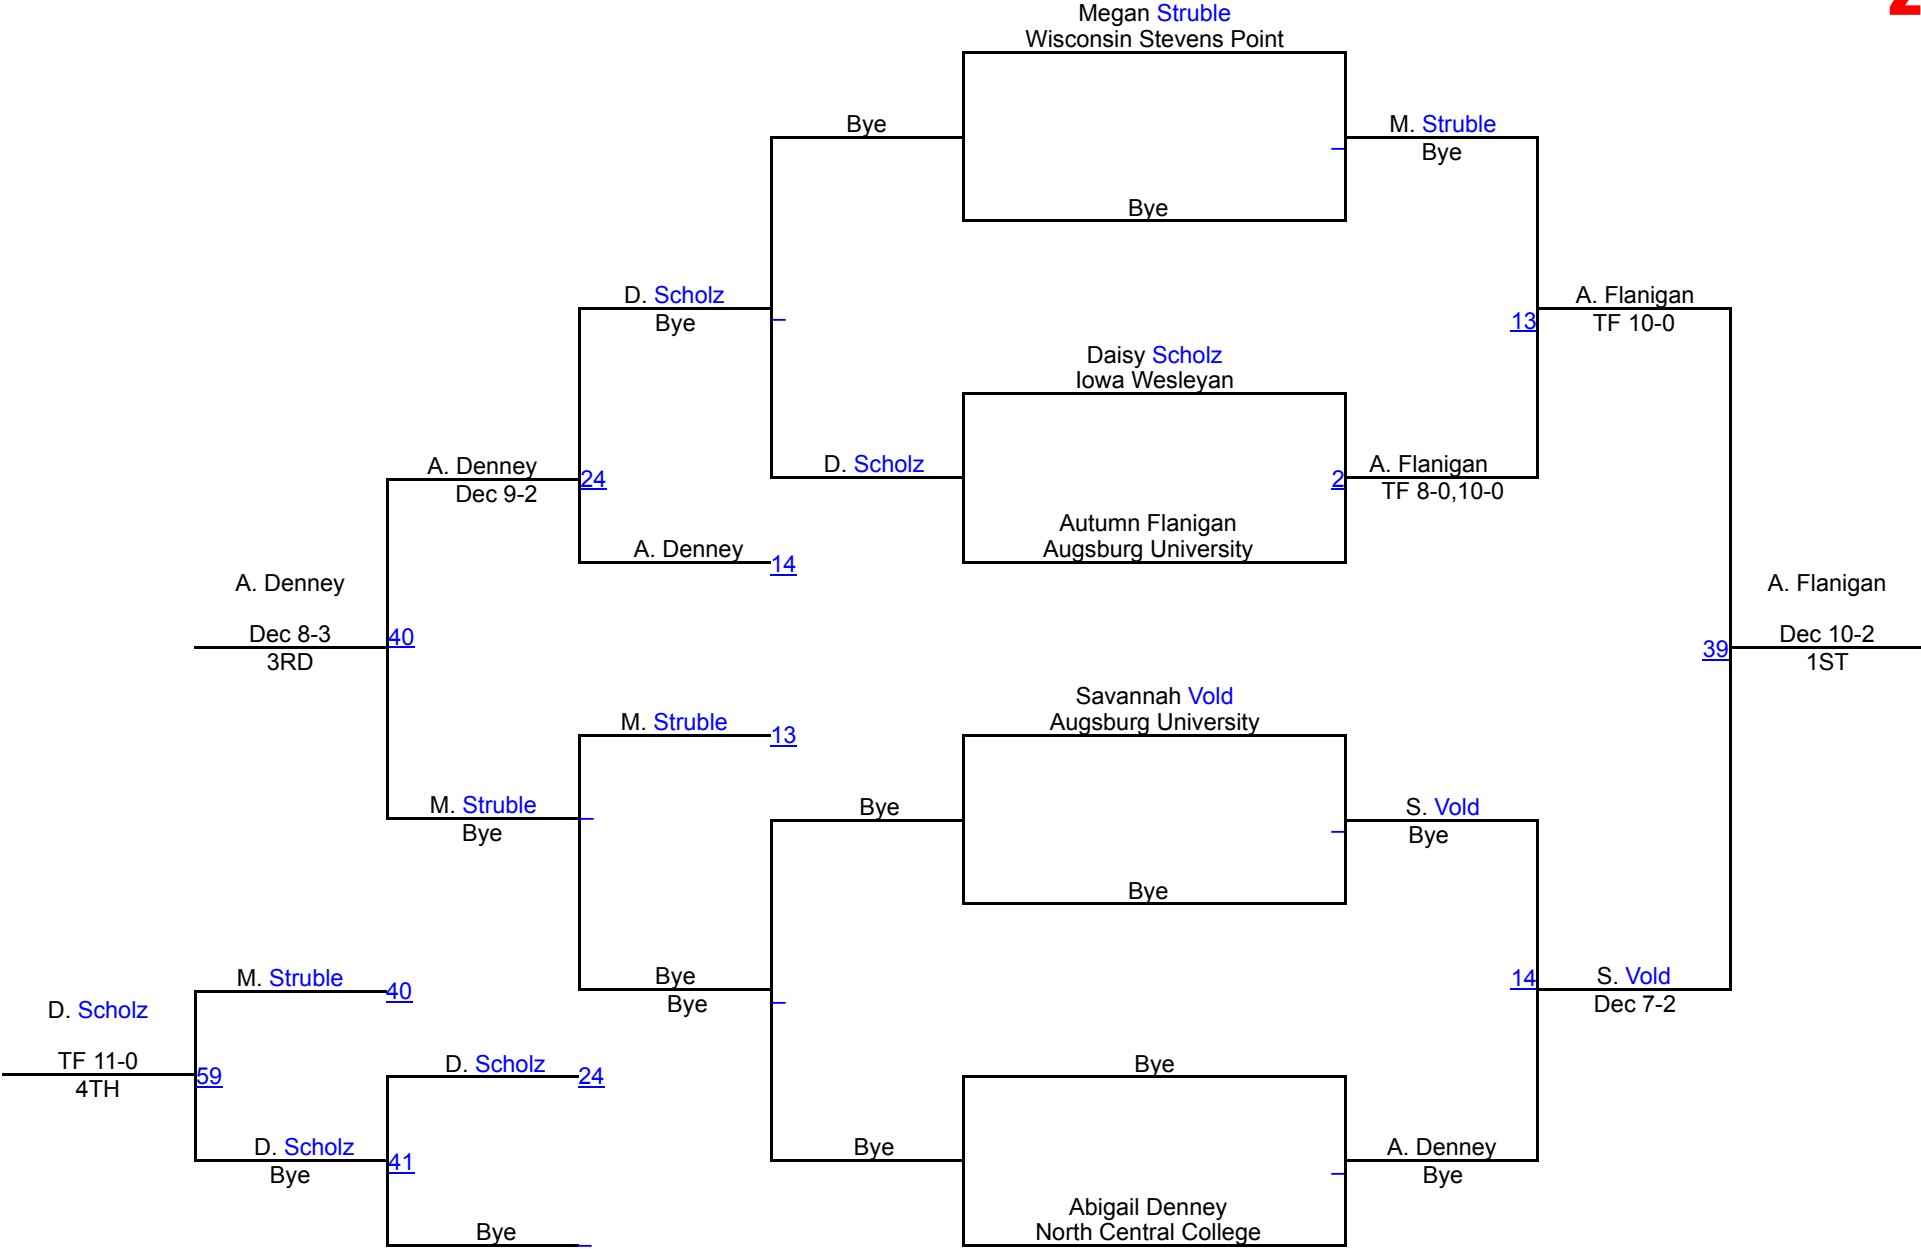 Megan Struble
Wisconsin Stevens Point
Bye
M. Struble
Bye
Bye
D. Scholz
Bye
A. Flanigan
13
TF 10-0
Daisy Scholz
Iowa Wesleyan
A. Denney
Dec 9-2
24
D. Scholz
2
A. Flanigan
TF 8-0,10-0
Autumn Flanigan
Augsburg University
A. Denney
14
A. Denney
Dec 8-3
3RD
40
A. Flanigan
39
Dec 10-2
1ST
Savannah Vold
Augsburg University
M. Struble
13
M. Struble
Bye
Bye
S. Vold
Bye
Bye
M. Struble
40
Bye
Bye
14
S. Vold
Dec 7-2
D. Scholz
TF 11-0
4TH
59
D. Scholz
24
Bye
D. Scholz
Bye
41
Bye
A. Denney
Bye
Abigail Denney
North Central College
Bye